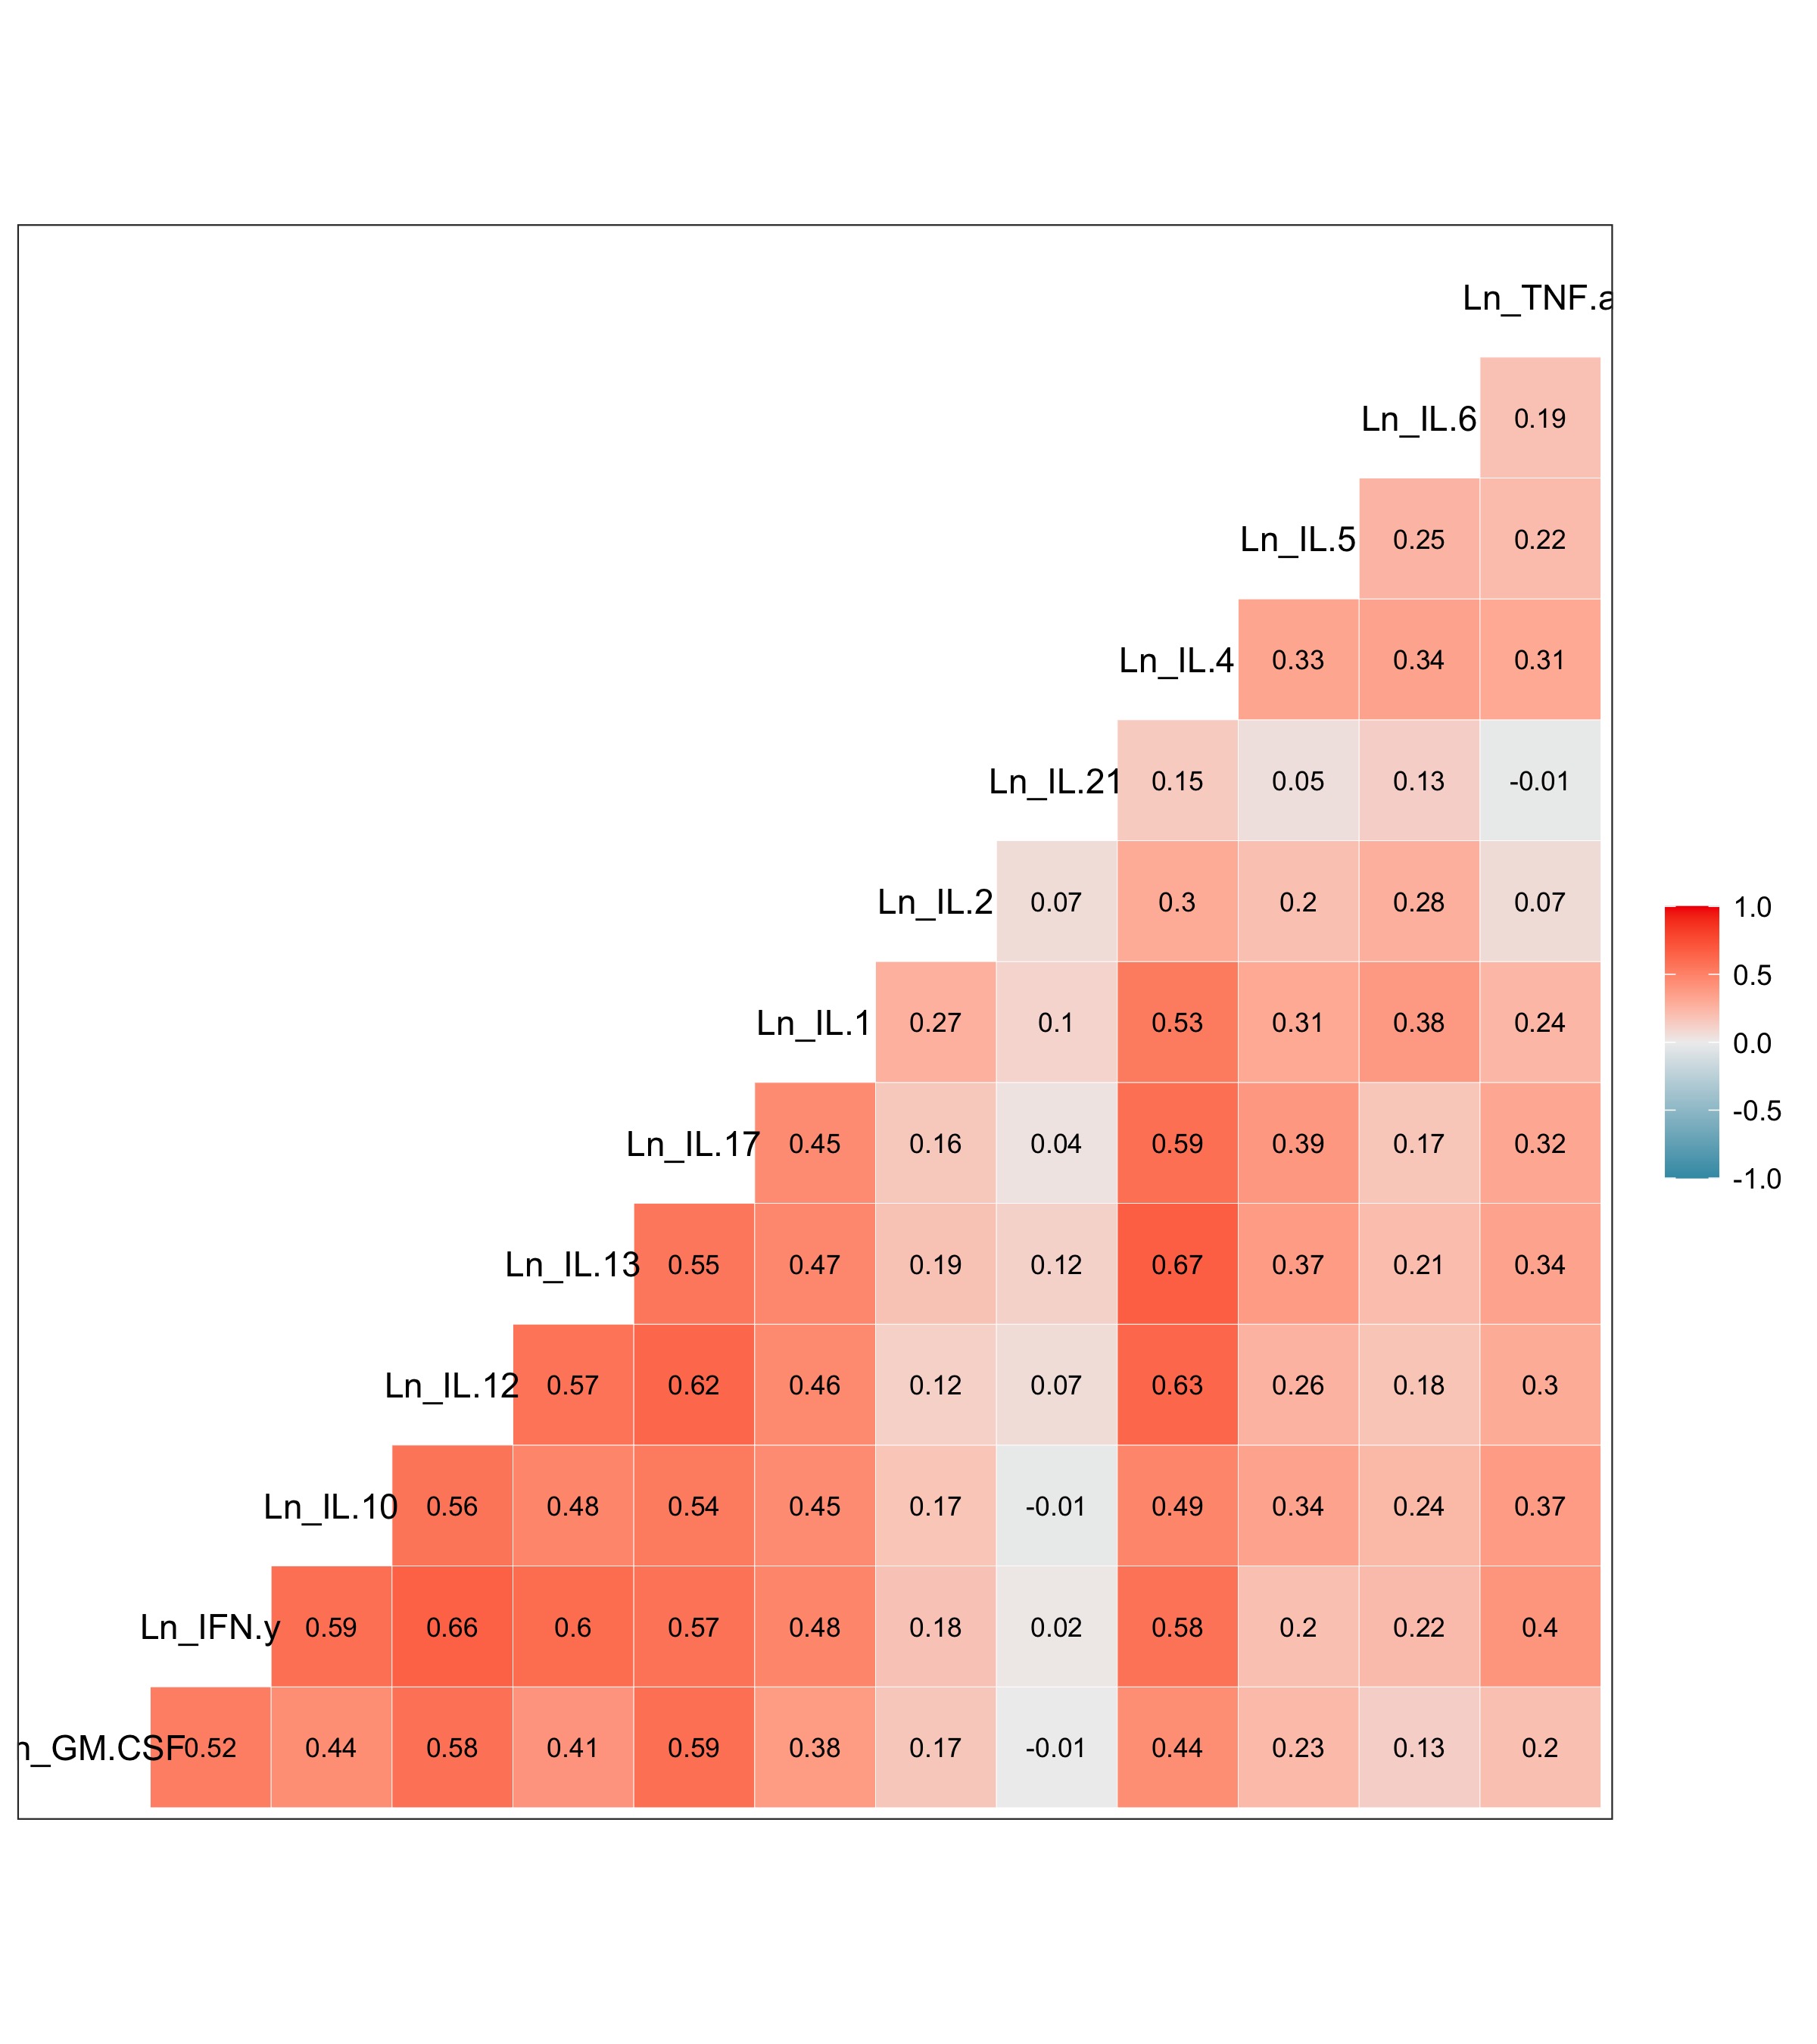 Ln_TNF.a
Ln_IL.6 0.19
Ln_IL.5 0.25 0.22
Ln_IL.4 0.33 0.34 0.31
Ln_IL.21 0.15 0.05 0.13 -0.01
Ln_IL.2 0.07 0.3 0.2 0.28 0.07
Ln_IL.1 0.27 0.1 0.53 0.31 0.38 0.24
Ln_IL.17 0.45 0.16 0.04 0.59 0.39 0.17 0.32
Ln_IL.13 0.55 0.47 0.19 0.12 0.67 0.37 0.21 0.34
Ln_IL.12 0.57 0.62 0.46 0.12 0.07 0.63 0.26 0.18 0.3
Ln_IL.10 0.56 0.48 0.54 0.45 0.17 -0.01 0.49 0.34 0.24 0.37
Ln_IFN.y 0.59 0.66 0.6 0.57 0.48 0.18 0.02 0.58 0.2 0.22 0.4
n_GM.CSF 0.52 0.44 0.58 0.41 0.59 0.38 0.17 -0.01 0.44 0.23 0.13 0.2
1.0
0.5
0.0
-0.5
-1.0